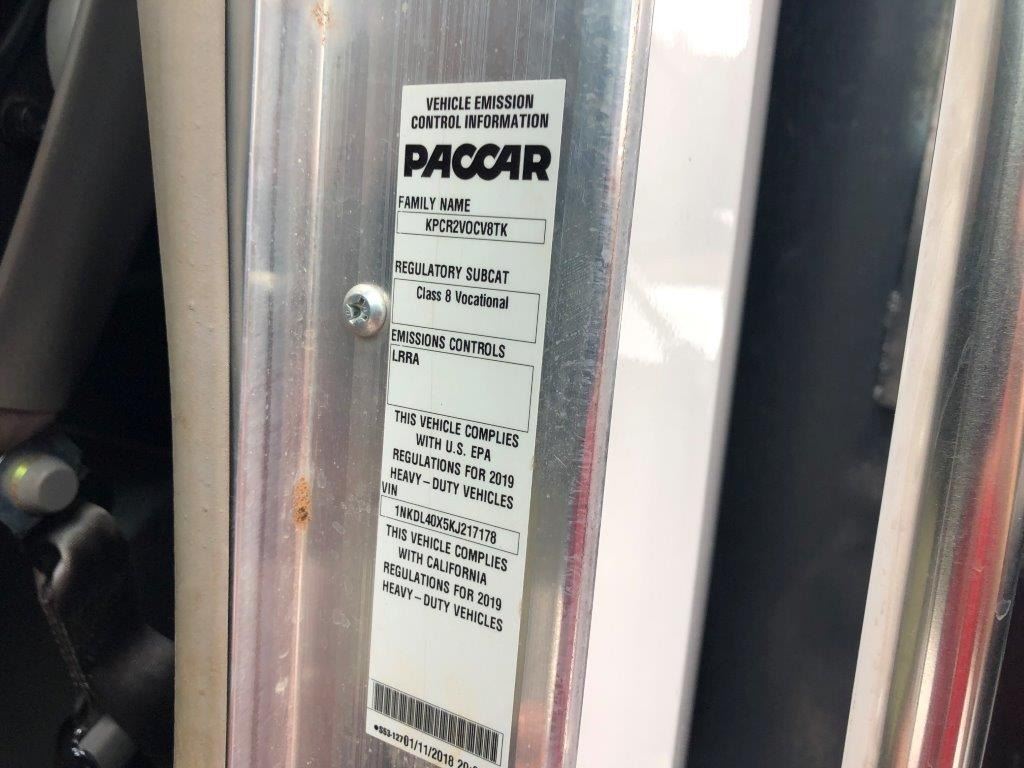 VEHICLE EMISSION
CONTROL INFORMATION
PACCAR
FAMILY NAME
KPCR2VOCV8TK
REGULATORY SUBCAT
Class 8 Vocational
EMISSIONS CONTROLS
LRRA
THIS VEHICLE COMPLIES
WITH U.S. EPA
REGULATIONS FOR 2019
HEAVY-DUTY VEHICLES
VIN
1NKDL40X5KJ217178
THIS VEHICLE COMPLIES
WITH CALIFORNIA
REGULATIONS FOR 2019
HEAVY-DUTY VEHICLES
01/11/2018